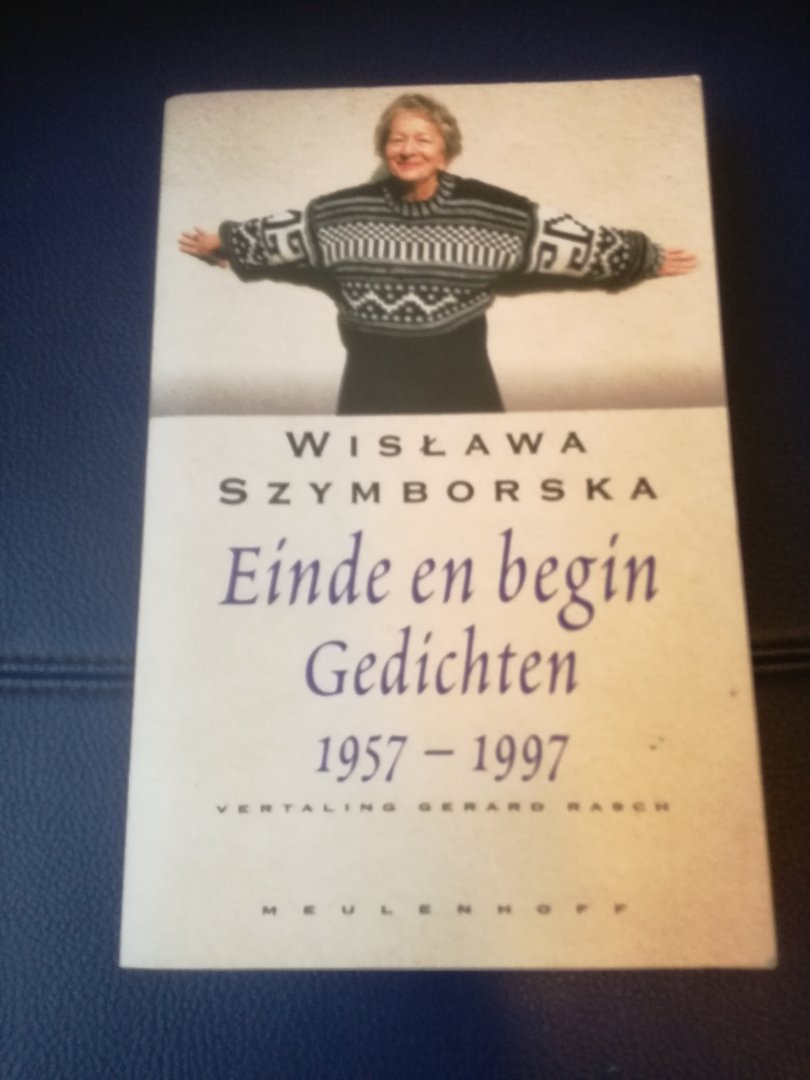 WISŁAWA
SZYMBORSKA
Einde en begin
Gedichten
1957 – 1997
VERTALING GERARD RASCH
MEULENHOFF